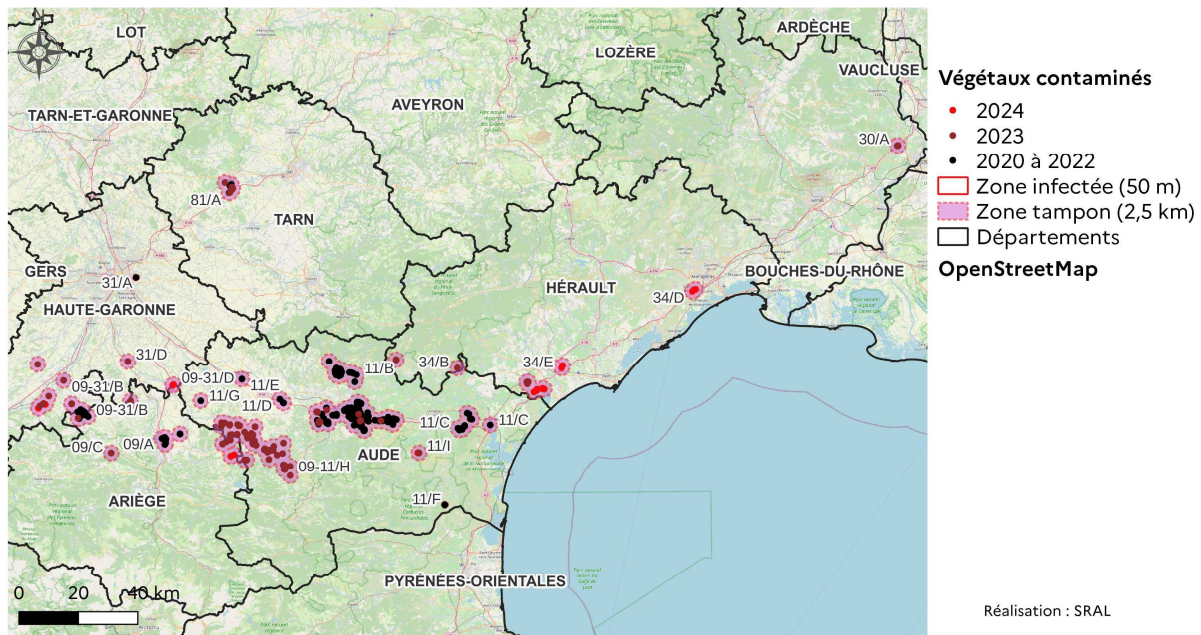 LOT
ARDÈCHE
LOZÈRE
VAUCLUSE
TARN-ET-GARONNE
AVEYRON
30/A
81/A
TARN
GERS
31/A
HAUTE-GARONNE
HÉRAULT
BOUCHES-DU-RHÔNE
34/D
31/D
11/B
34/B
34/E
09-31/B
09-31/D
11/E
11/G
11/D
09-31/B
11/C
11/C
09/C
09/A
11/I
AUDE
09-11/H
ARIÈGE
11/F
PYRÉNÉES-ORIENTALES
0 20 40 km
Végétaux contaminés
2024
2023
2020 à 2022
Zone infectée (50 m)
Zone tampon (2,5 km)
Départements
OpenStreetMap
Réalisation : SRAL